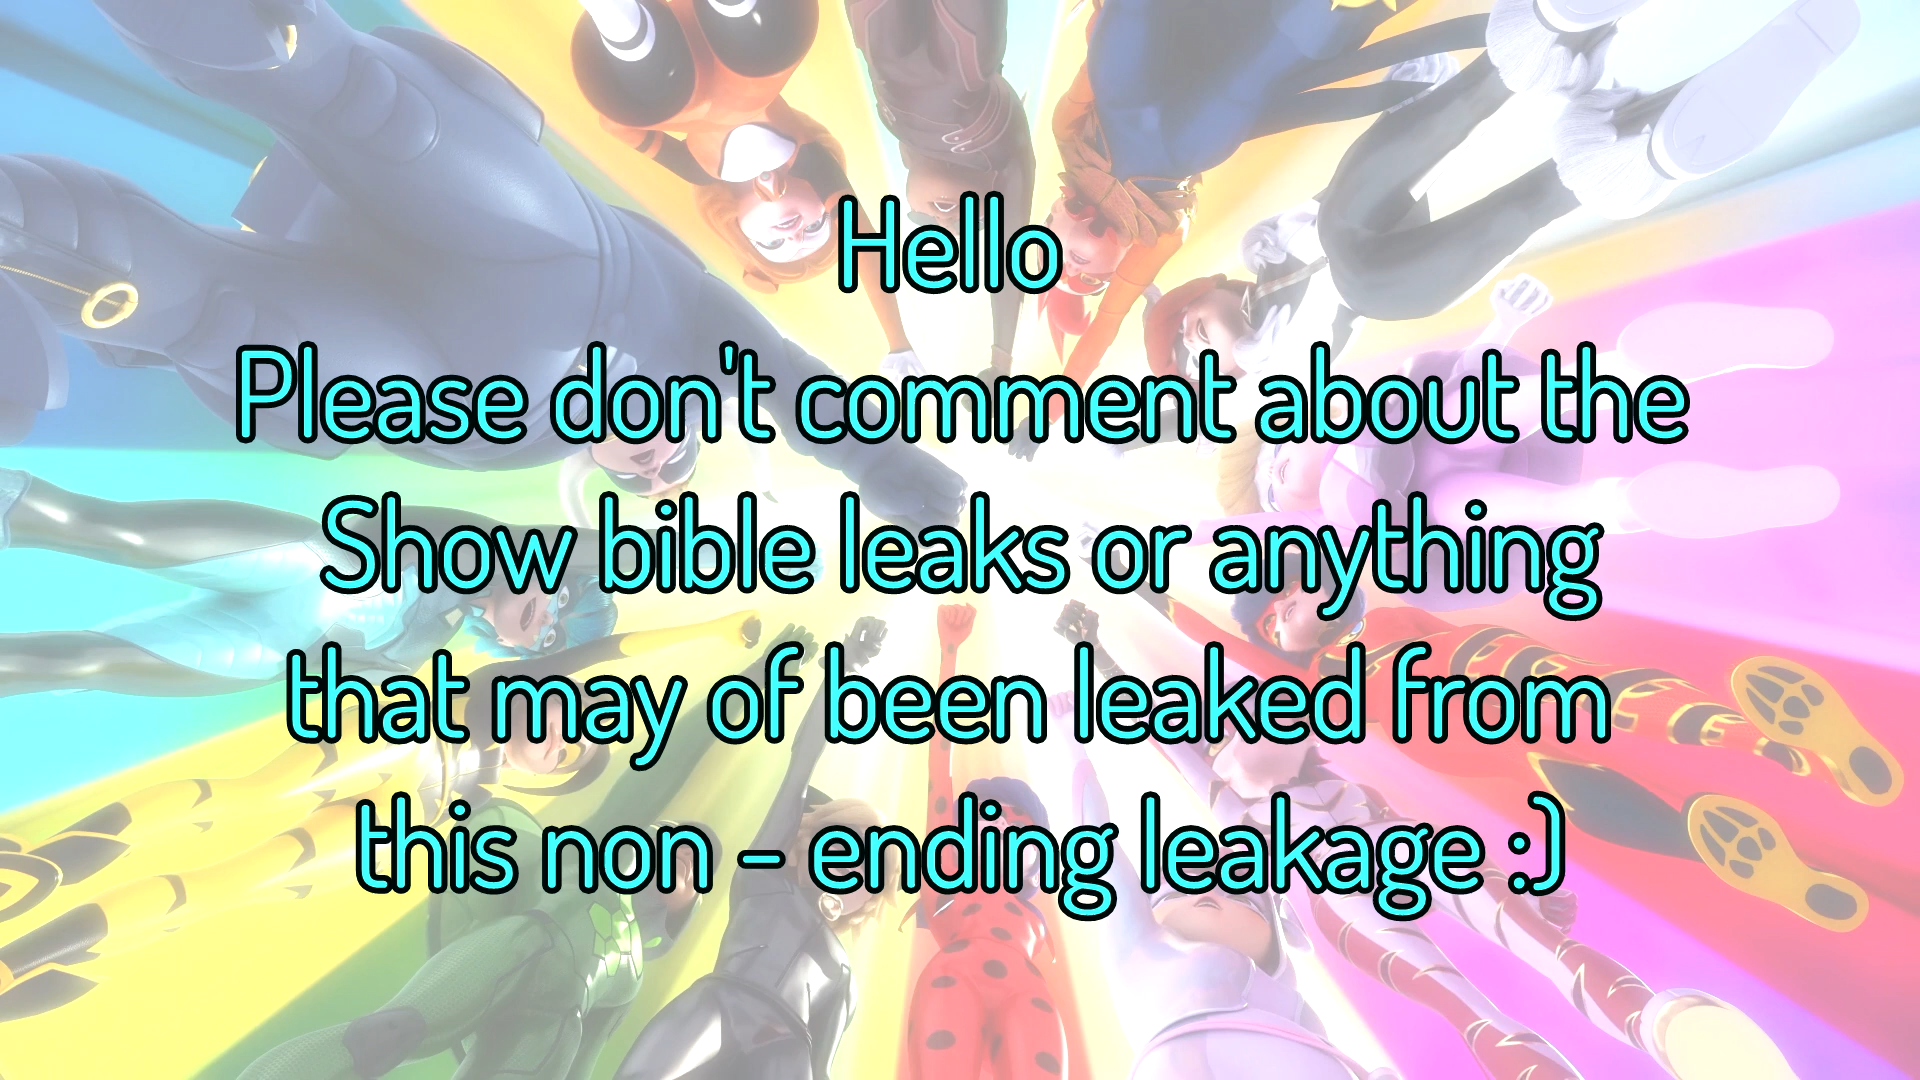 Hello
Please don't comment about the
Show bible leaks or anything
that may of been leaked from
this non - ending leakage :)